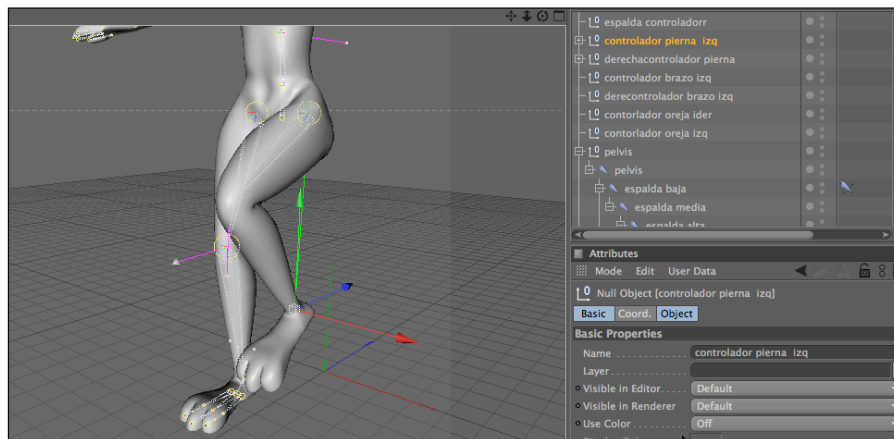 espalda controladorr
controlador pierna izq
derechacontrolador pierna
controlador brazo izq
derecontrolador brazo izq
contorlador oreja ider
contorlador oreja izq
pelvis
pelvis
espalda baja
espalda media
espalda alta
Attributes
Mode Edit User Data
Null Object [controlador pierna izq]
Basic Coord. Object
Basic Properties
Name . . . . . . . . . . . . controlador pierna izq
Layer . . . . . . . . . . . .
Visible in Editor . . . . . Default
Visible in Renderer Default
Use Color . . . . . . . . Off